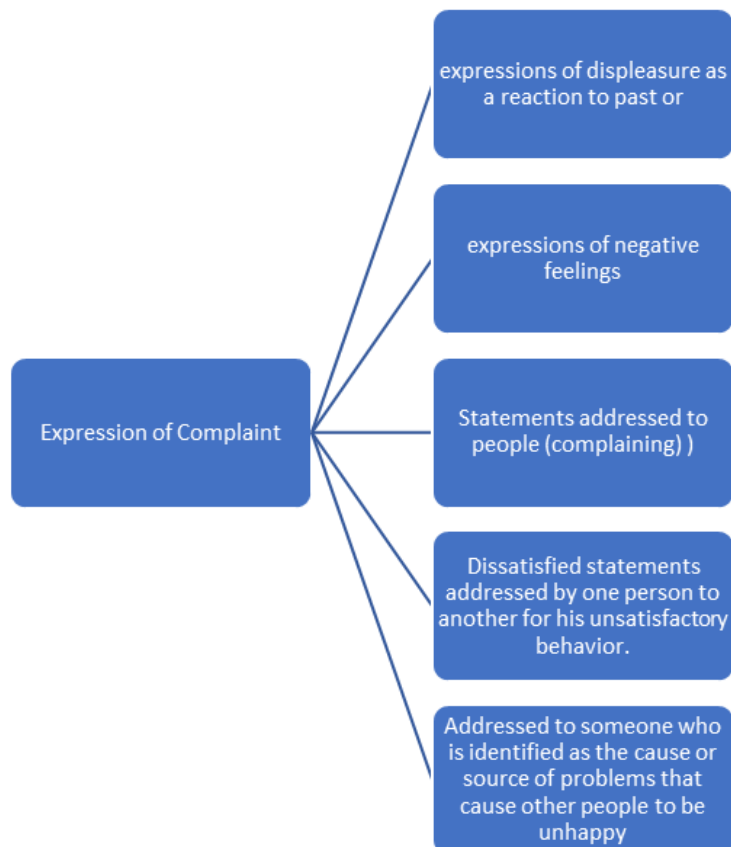 expressions of displeasure as
a reaction to past or
expressions of negative
feelings
Expression of Complaint
Statements addressed to
people (complaining) )
Dissatisfied statements
addressed by one person to
another for his unsatisfactory
behavior.
Addressed to someone who
is identified as the cause or
source of problems that
cause other people to be
unhappy